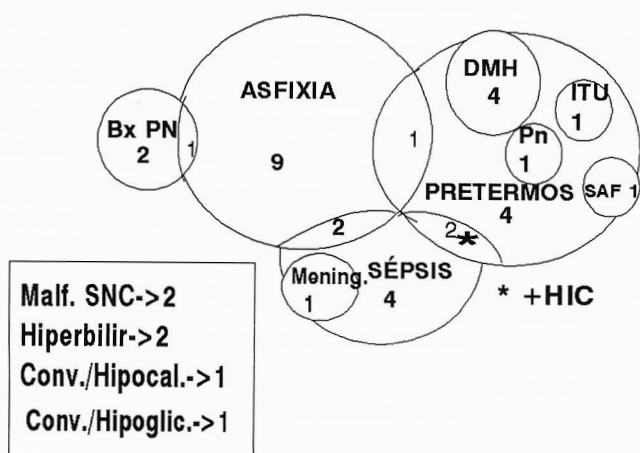 ASFIXIA
9
Bx PN
2
1
1
DMH
4
ITU
1
Pn
1
SAF 1
PRETERMOS
4
2
2*
Mening.
1
SÉPSIS
4
* +HIC
Malf. SNC->2
Hiperbilir->2
Conv./Hipocal.->1
Conv./Hipoglic.->1